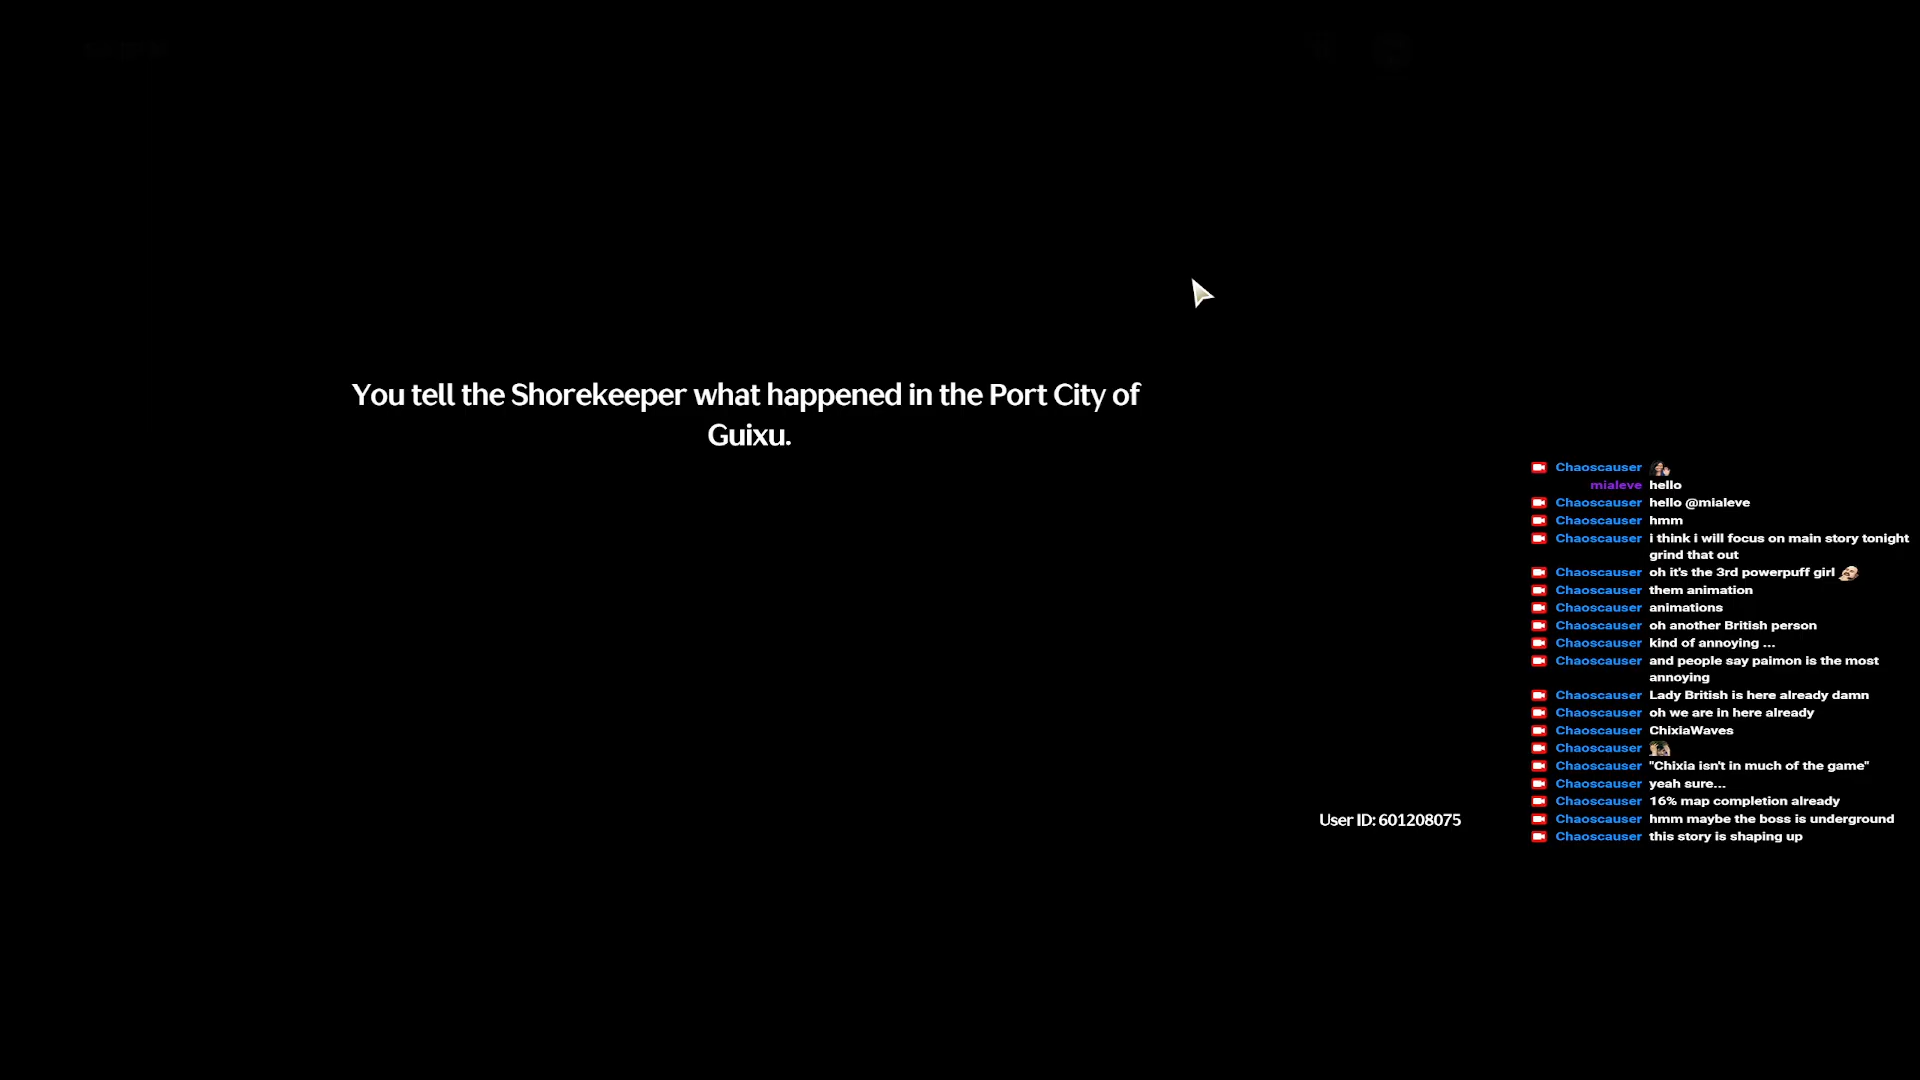 You tell the Shorekeeper what happened in the Port City of
Guixu.
Chaoscauser
mialeve hello
Chaoscauser hello @mialeve
Chaoscauser hmm
Chaoscauser i think i will focus on main story tonight
grind that out
Chaoscauser oh it's the 3rd powerpuff girl
Chaoscauser them animation
Chaoscauser animations
Chaoscauser oh another British person
Chaoscauser kind of annoying ...
Chaoscauser and people say paimon is the most
annoying
Chaoscauser Lady British is here already damn
Chaoscauser oh we are in here already
Chaoscauser ChixiaWaves
Chaoscauser
Chaoscauser "Chixia isn't in much of the game"
Chaoscauser yeah sure...
Chaoscauser 16% map completion already
Chaoscauser hmm maybe the boss is underground
Chaoscauser this story is shaping up
User ID: 601208075